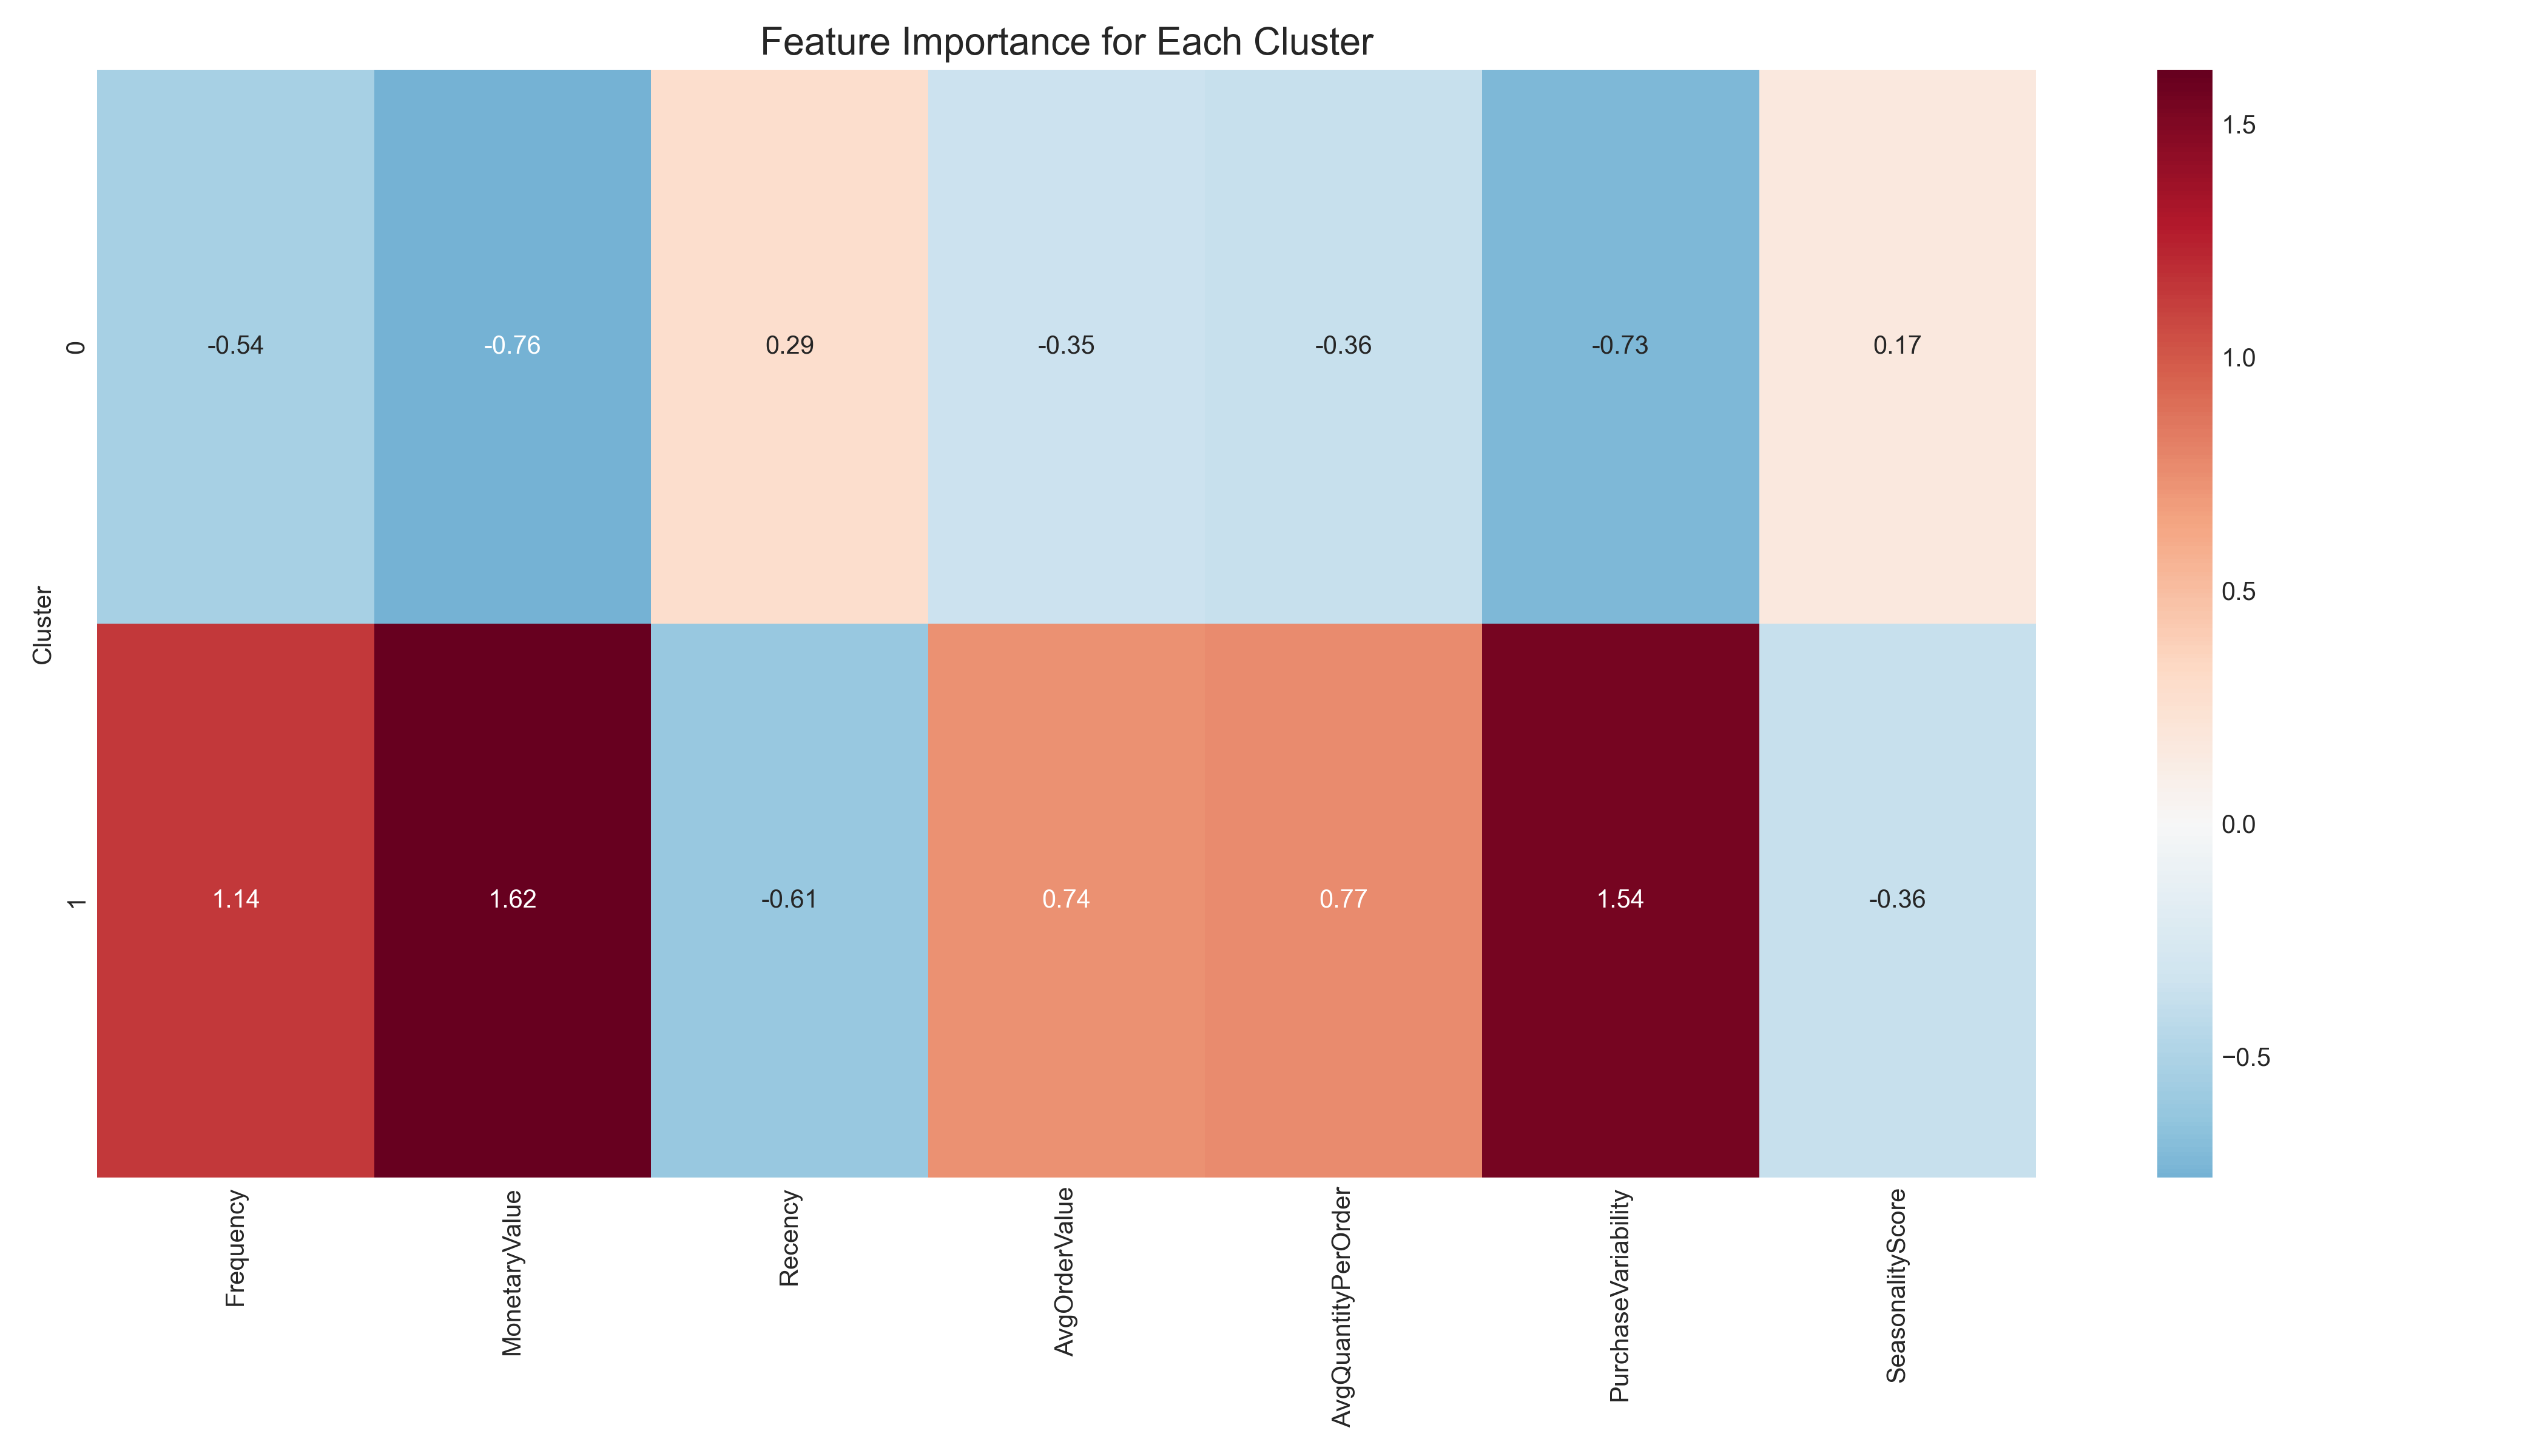 Feature Importance for Each Cluster
Cluster
0
-0.54 -0.76 0.29 -0.35 -0.36 -0.73 0.17
1
1.14 1.62 -0.61 0.74 0.77 1.54 -0.36
Frequency
MonetaryValue
Recency
AvgOrderValue
AvgQuantityPerOrder
PurchaseVariability
SeasonalityScore
1.5
1.0
0.5
0.0
−0.5